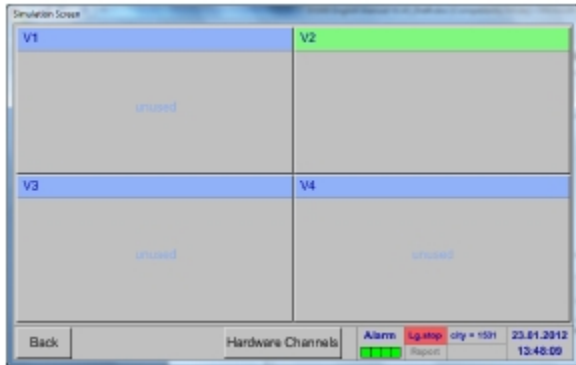 Simulation Screen
V1
V2
unused
V3
V4
unused
unused
Back
Hardware Channels
Alarm
Lg.stop
Report
23.01.2012
13:48:09